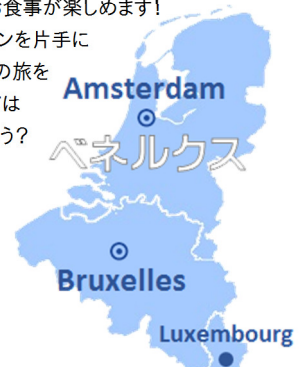 食事が楽しめます!
ンを片手に
の旅を
は
う?
Amsterdam
ベネルクス
Bruxelles
Luxembourg